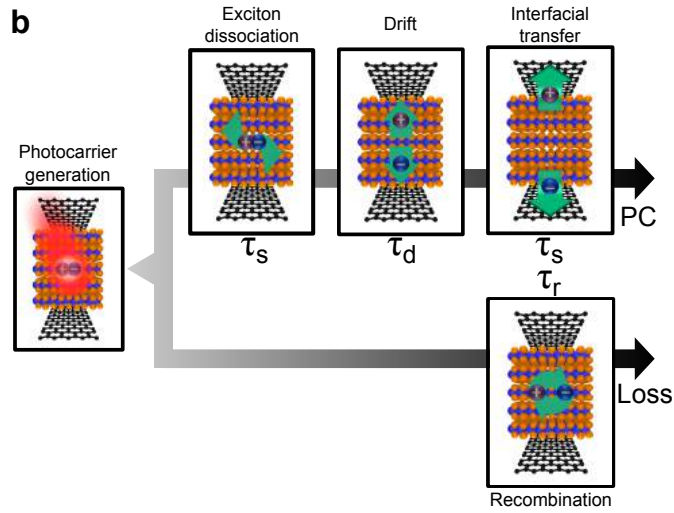 b
Exciton
dissociation
Drift
Interfacial
transfer
Photocarrier
generation
PC
τs
τd
τs
τr
Loss
Recombination